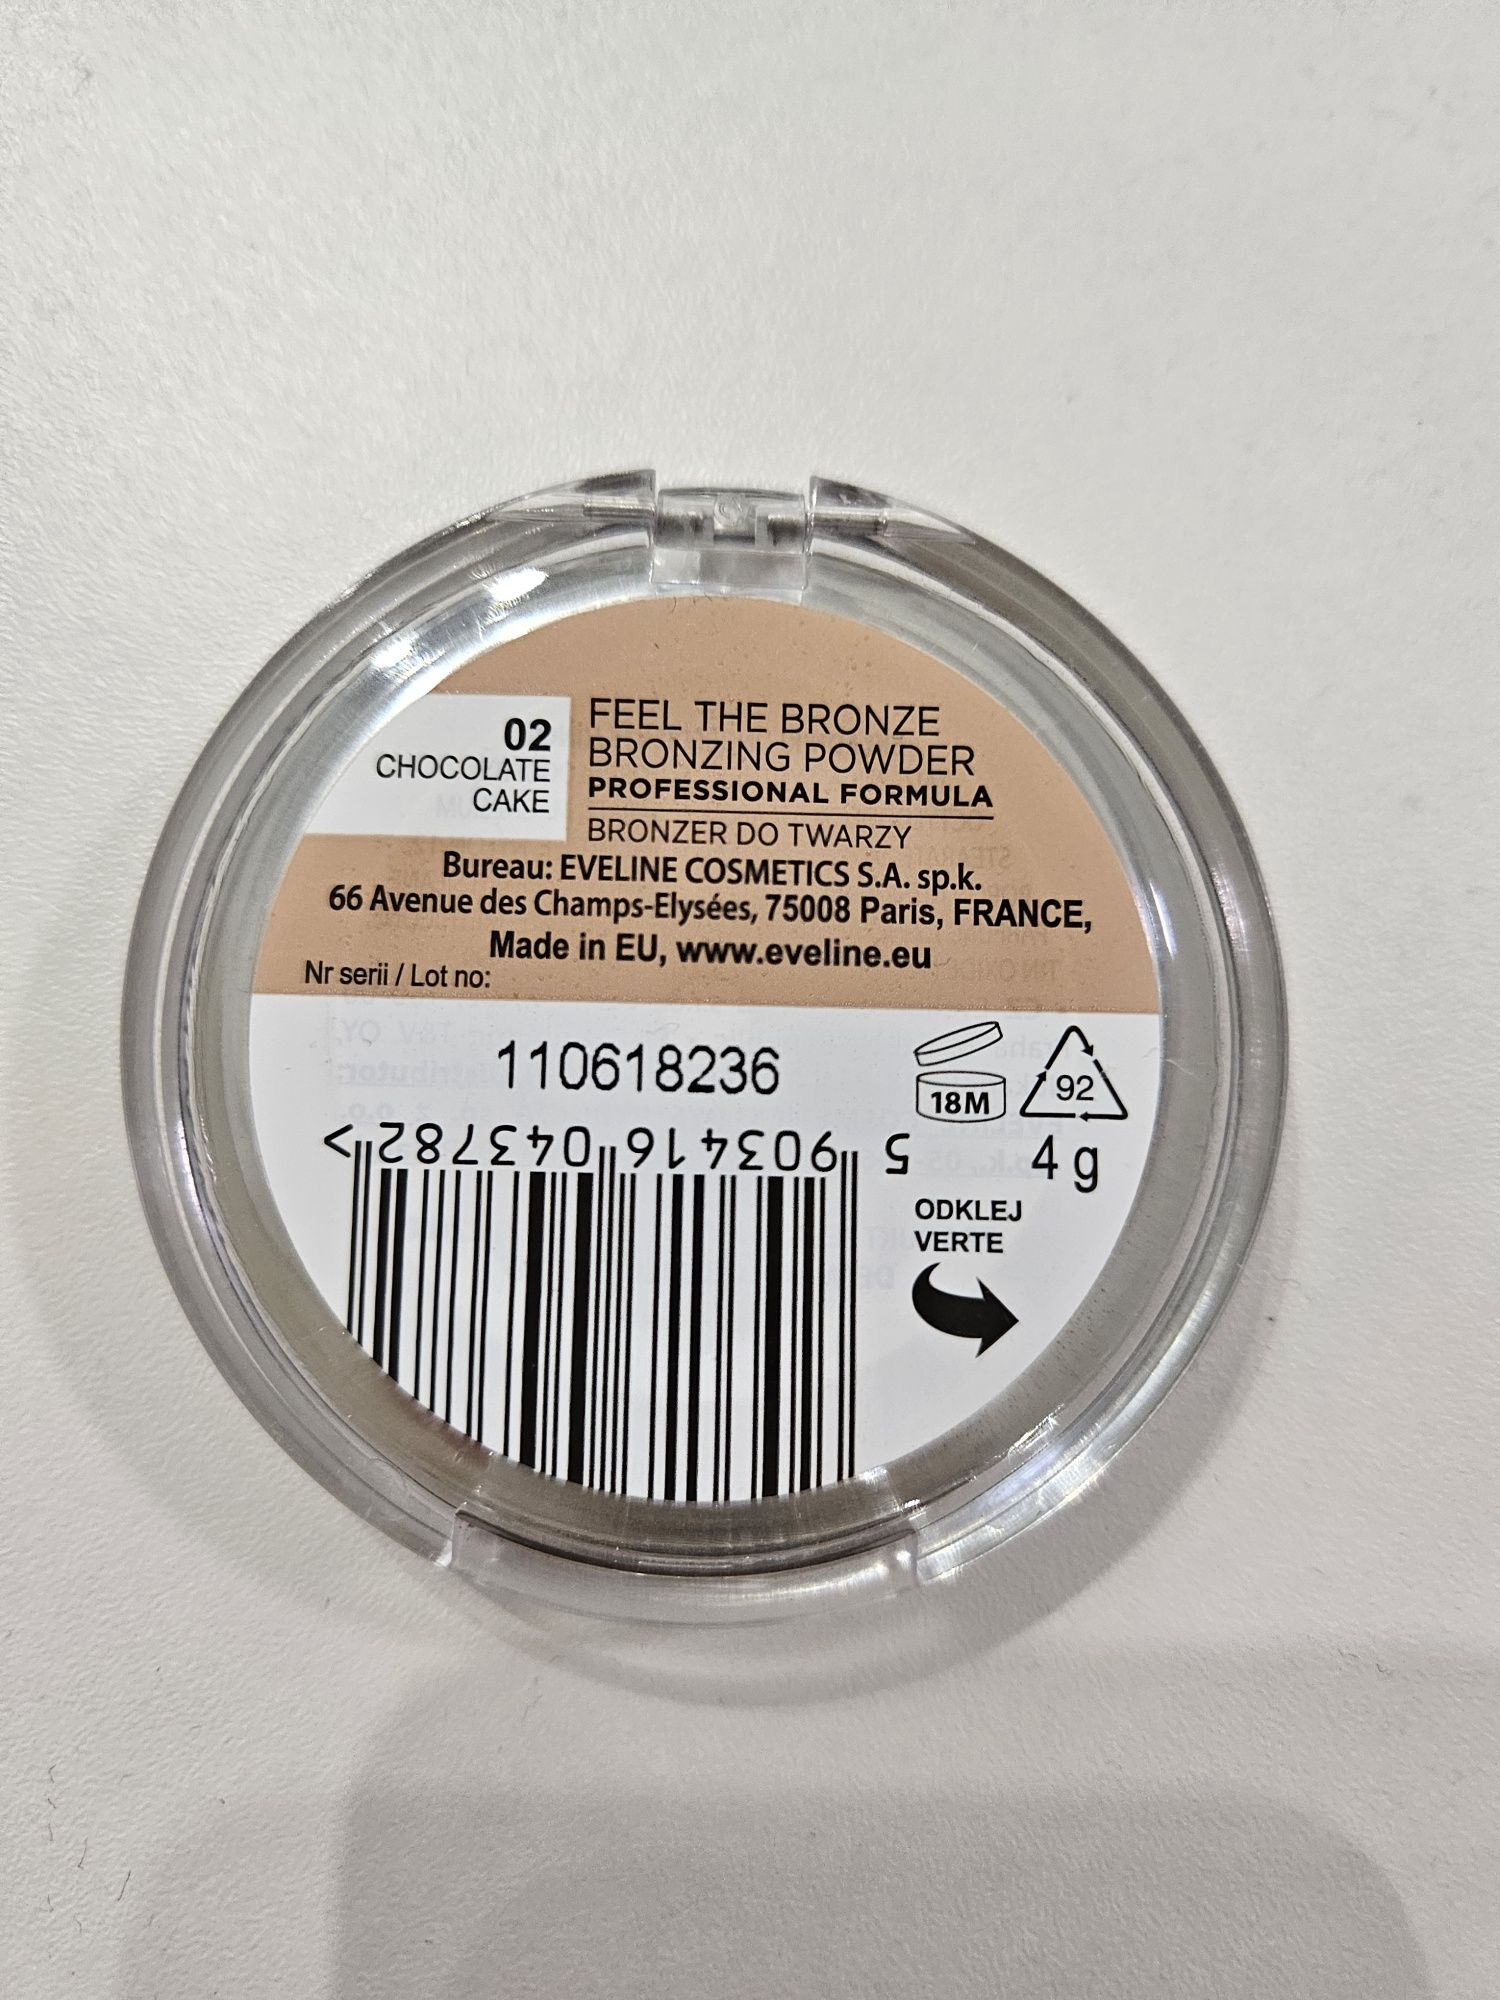 02
CHOCOLATE
CAKE
FEEL THE BRONZE
BRONZING POWDER
PROFESSIONAL FORMULA
BRONZER DO TWARZY
Bureau: EVELINE COSMETICS S.A. sp.k.
66 Avenue des Champs-Elysées, 75008 Paris, FRANCE,
Made in EU, www.eveline.eu
Nr serii / Lot no:
110618236
18M
92
4 g
5 903416 043782 >
ODKLEJ
VERTE